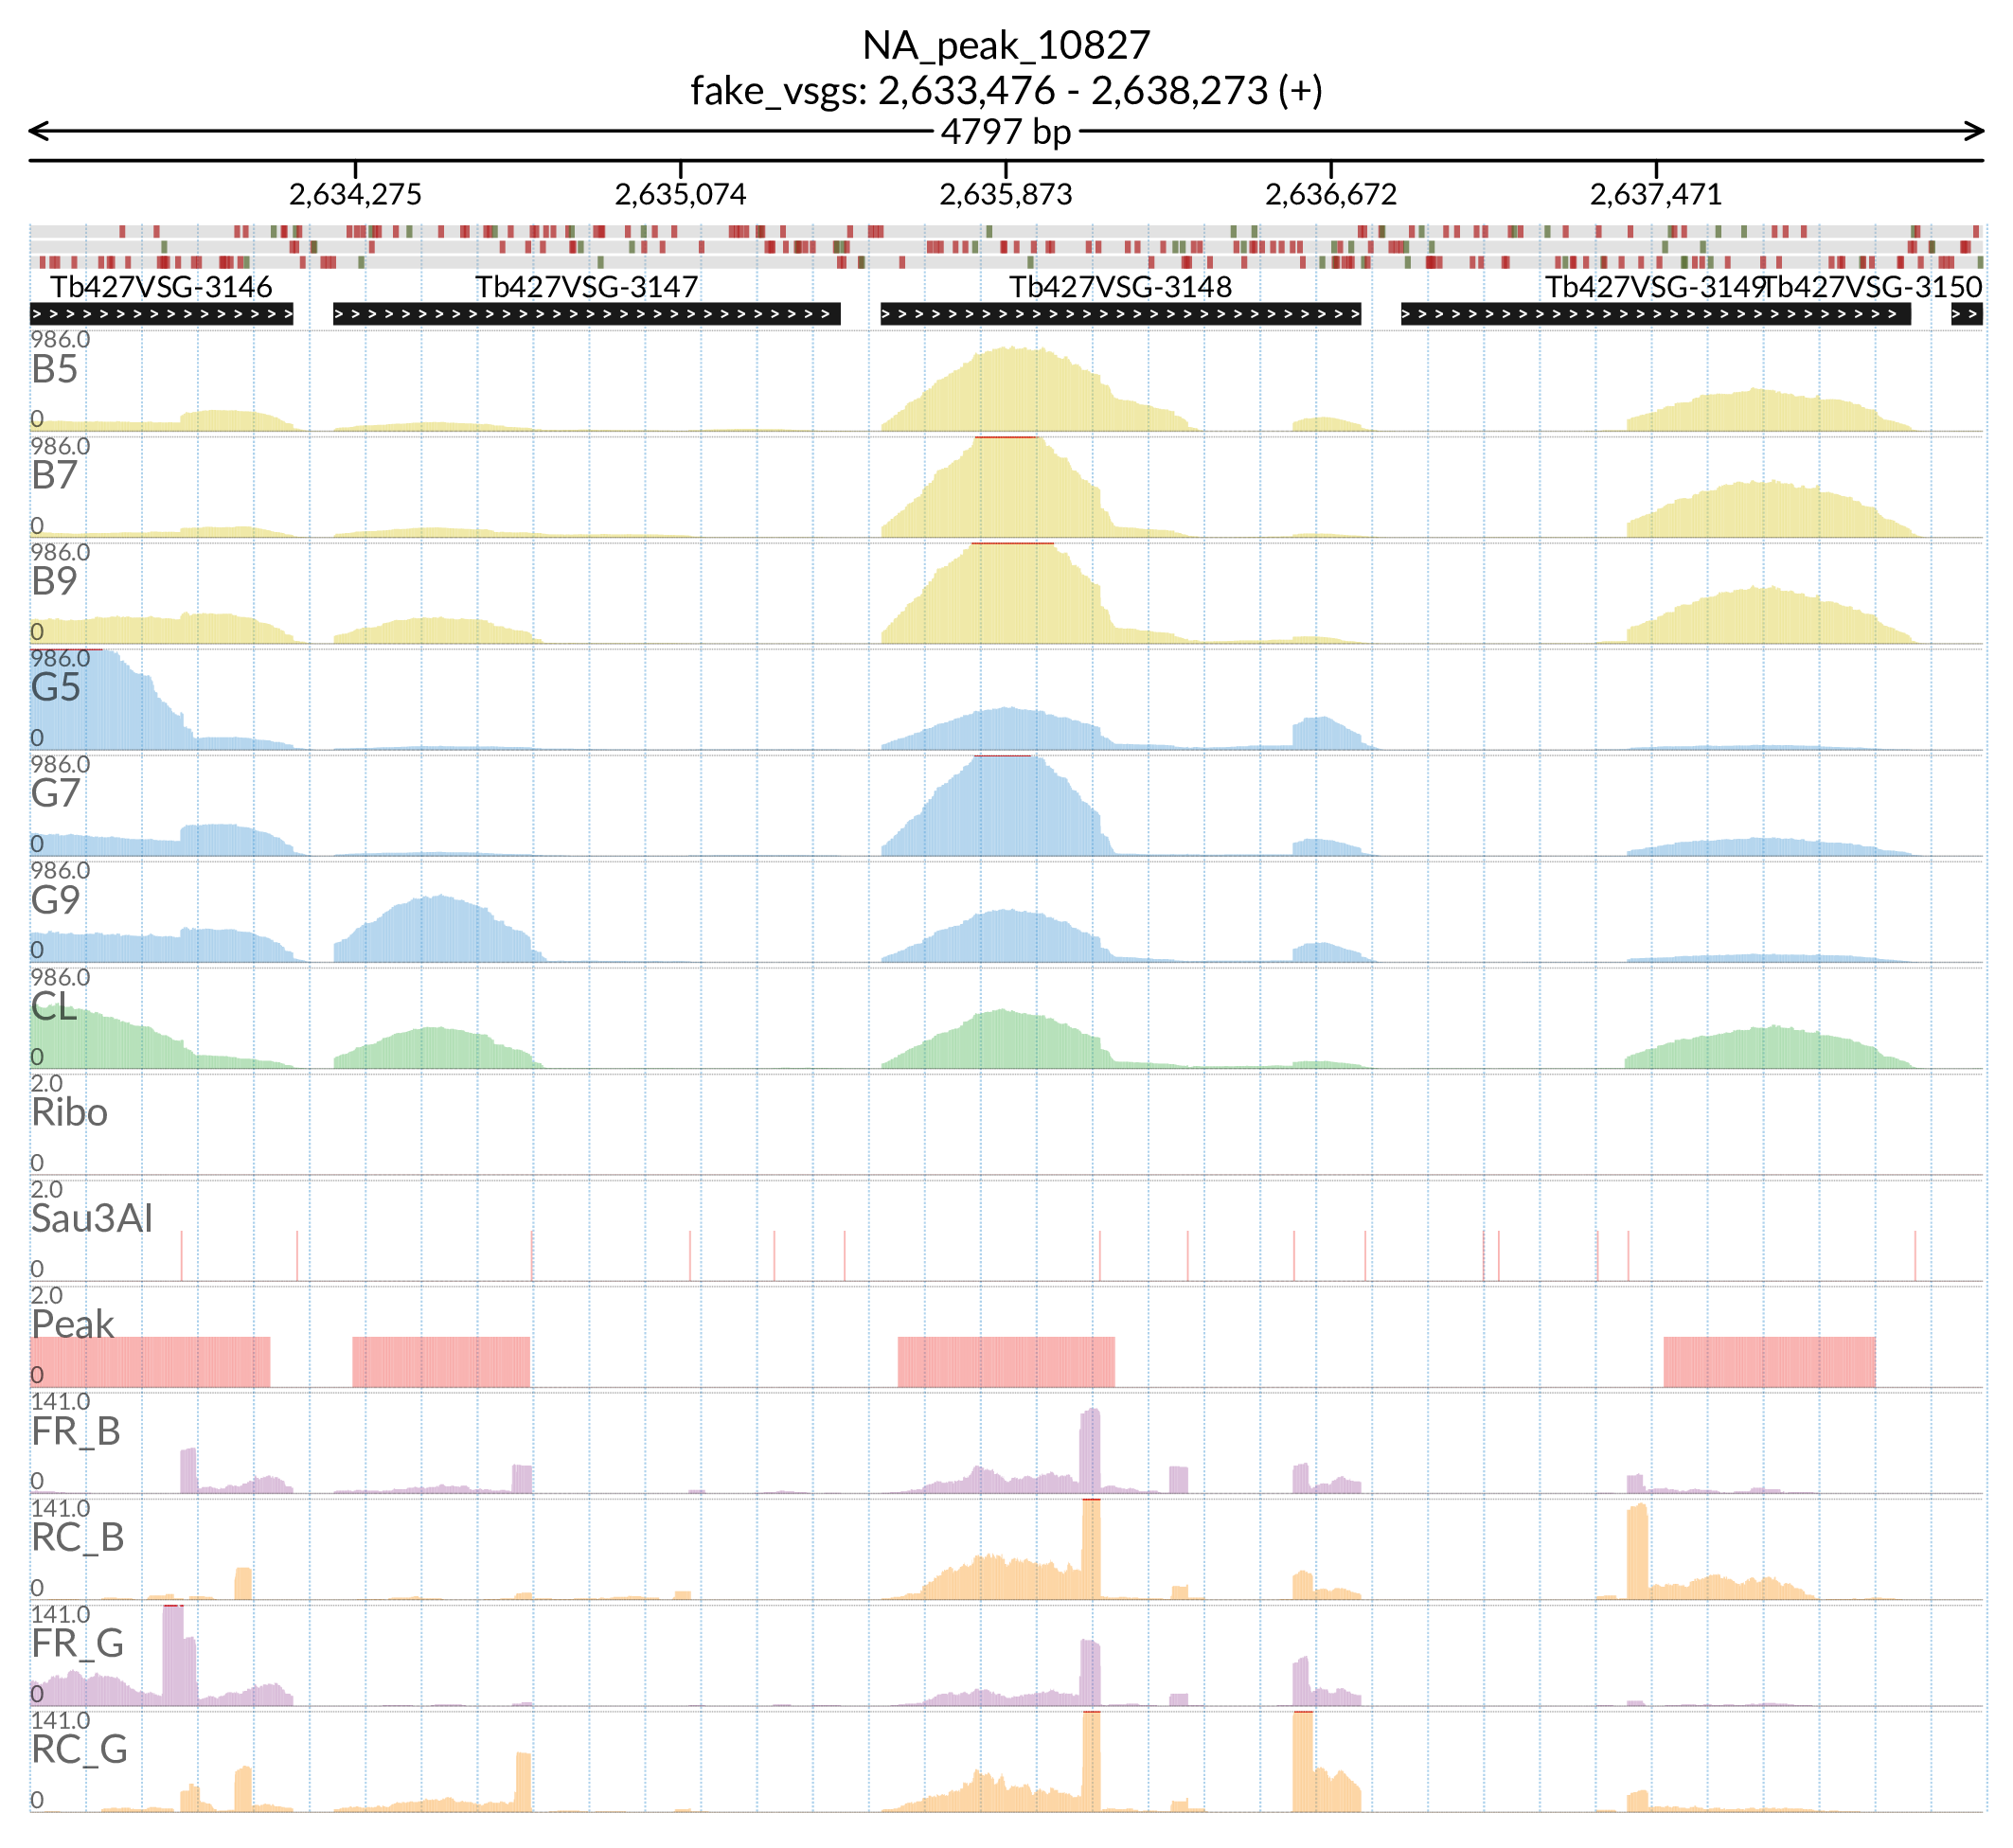 NA_peak_10827
fake_vsgs: 2,633,476 - 2,638,273 (+)
4797 bp
2,634,275 2,635,074 2,635,873 2,636,672 2,637,471
Tb427VSG-3146 Tb427VSG-3147 Tb427VSG-3148 Tb427VSG-3149 Tb427VSG-3150
986.0
B5
0
986.0
B7
0
986.0
B9
0
986.0
G5
0
986.0
G7
0
986.0
G9
0
986.0
CL
0
2.0
Ribo
0
2.0
Sau3AI
0
2.0
Peak
0
141.0
FR_B
0
141.0
RC_B
0
141.0
FR_G
0
141.0
RC_G
0